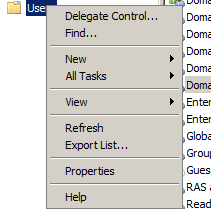 Use
Delegate Control...
Find...
New
All Tasks
View
Refresh
Export List...
Properties
Help
Doma
Doma
Doma
Doma
Doma
Doma
Enter
Enter
Globa
Group
Gues
RAS a
Read